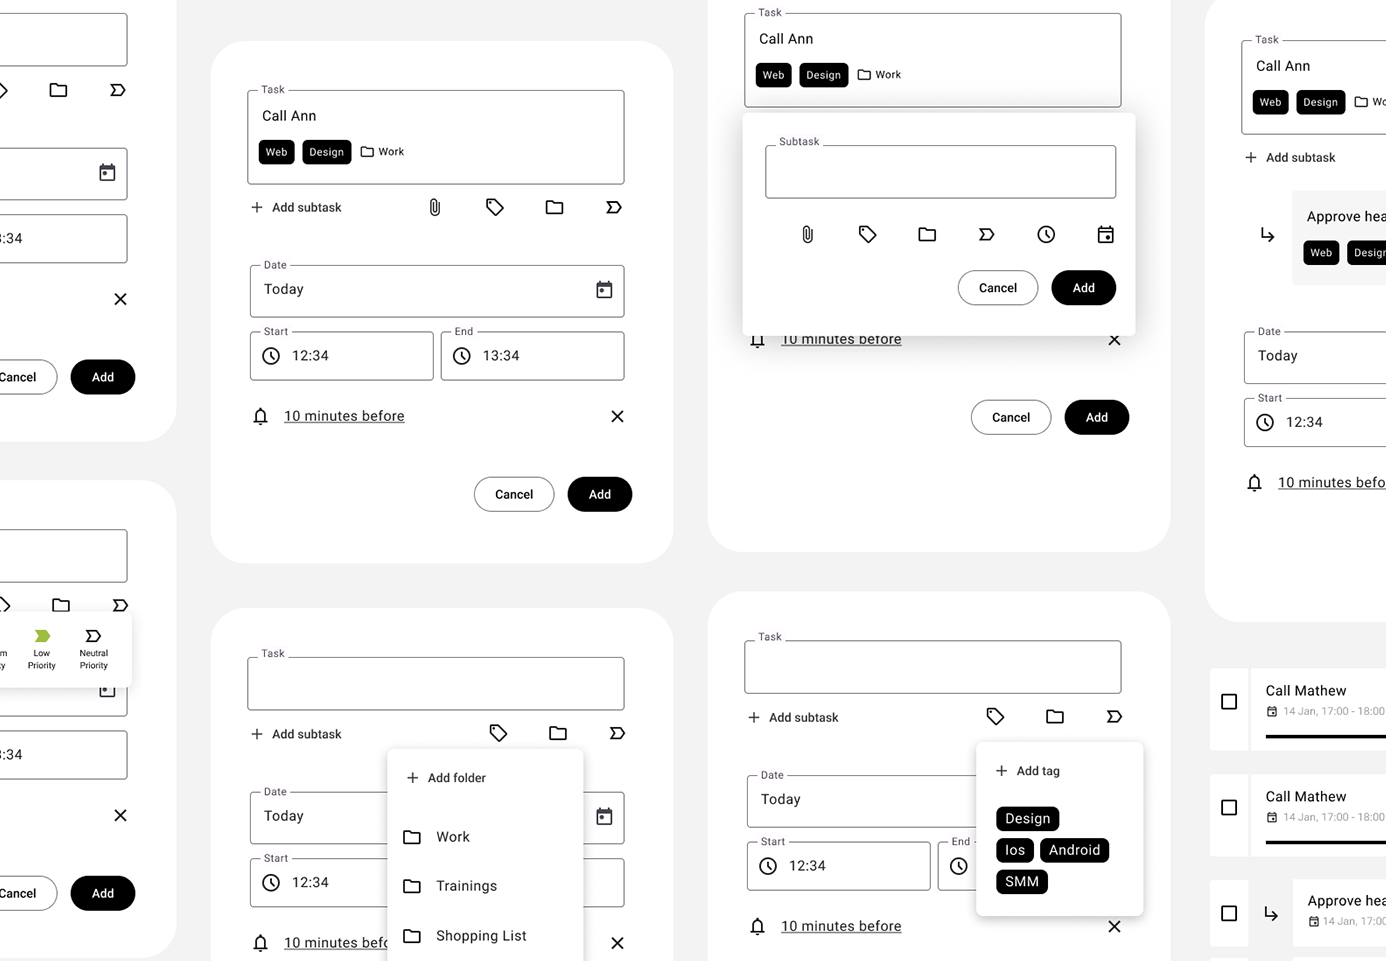 :34
Cancel
Add
Low
Priority
Neutral
Priority
:34
Cancel
Add
Task
Call Ann
Web
Design
Work
Add subtask
Date
Today
Start
12:34
End
13:34
10 minutes before
Cancel
Add
Task
Add subtask
Add folder
Date
Today
Work
Start
12:34
Trainings
Shopping List
10 minutes befo
Task
Call Ann
Web
Design
Work
Subtask
Cancel
Add
10 minutes before
Cancel
Add
Task
Add subtask
Add tag
Date
Today
Design
Ios
Android
SMM
Start
12:34
End
10 minutes before
Task
Call Ann
Web
Design
Wo
Add subtask
Approve hea
Web
Design
Date
Today
Start
12:34
10 minutes befo
Call Mathew
14 Jan, 17:00 - 18:00
Call Mathew
14 Jan, 17:00 - 18:00
Approve hea
14 Jan, 17:00